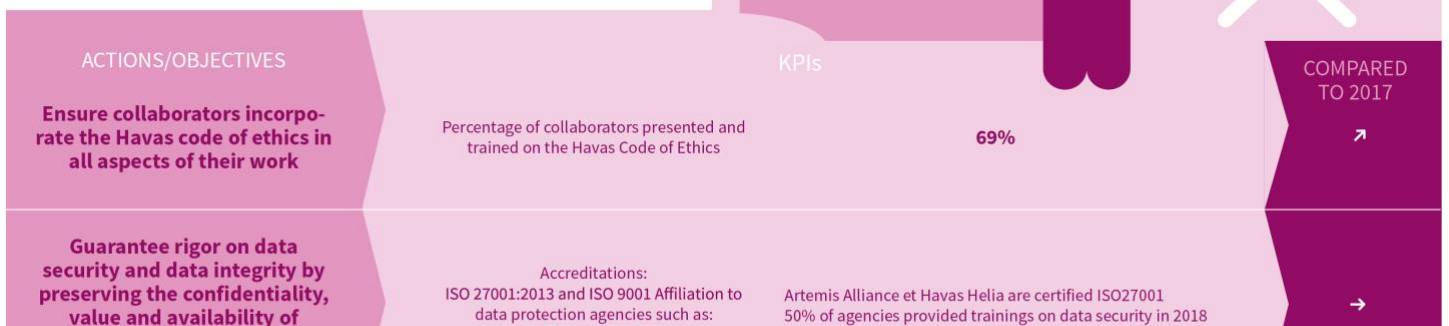 ACTIONS/OBJECTIVES
KPIs
COMPARED
TO 2017
Ensure collaborators incorpo-
rate the Havas code of ethics in
all aspects of their work
Percentage of collaborators presented and
trained on the Havas Code of Ethics
69%
Guarantee rigor on data
security and data integrity by
preserving the confidentiality,
value and availability of
Accreditations:
ISO 27001:2013 and ISO 9001 Affiliation to
data protection agencies such as:
Artemis Alliance et Havas Helia are certified ISO27001
50% of agencies provided trainings on data security in 2018